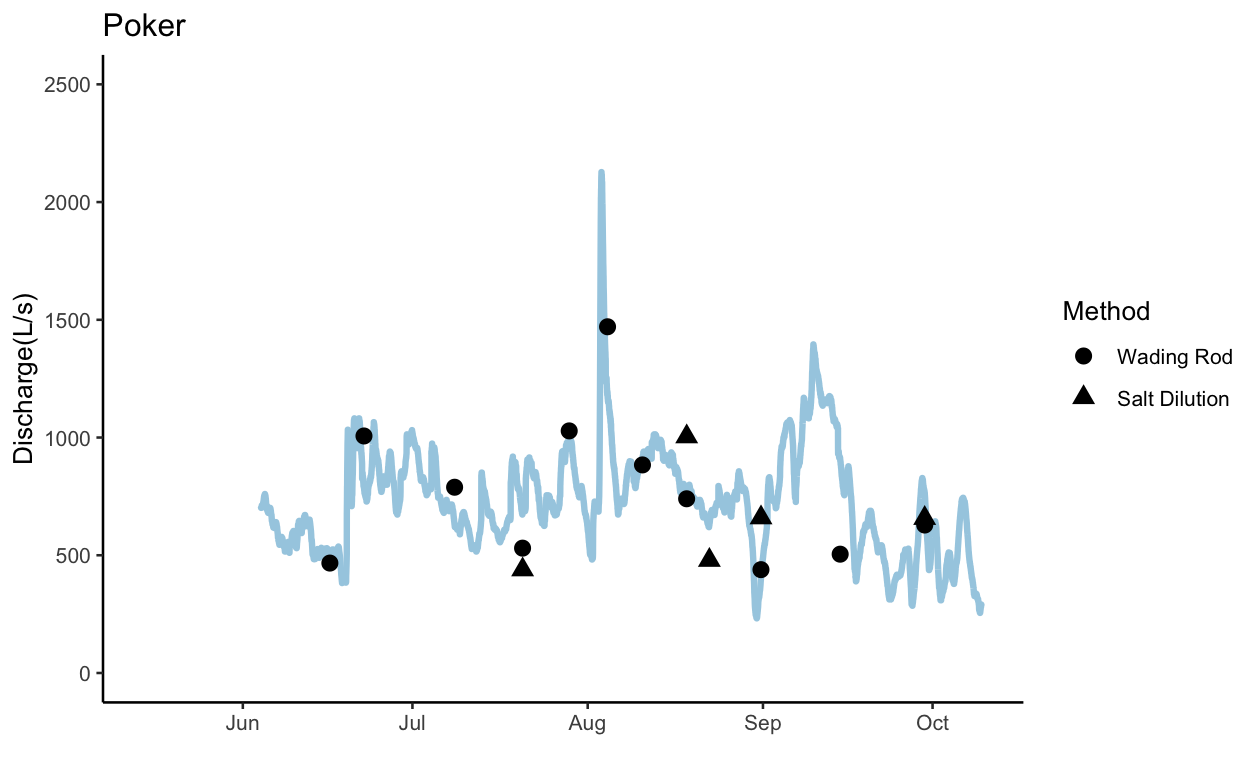 Poker
Discharge(L/s)
2500
2000
1500
1000
500
0
Jun Jul Aug Sep Oct
Method
Wading Rod
Salt Dilution